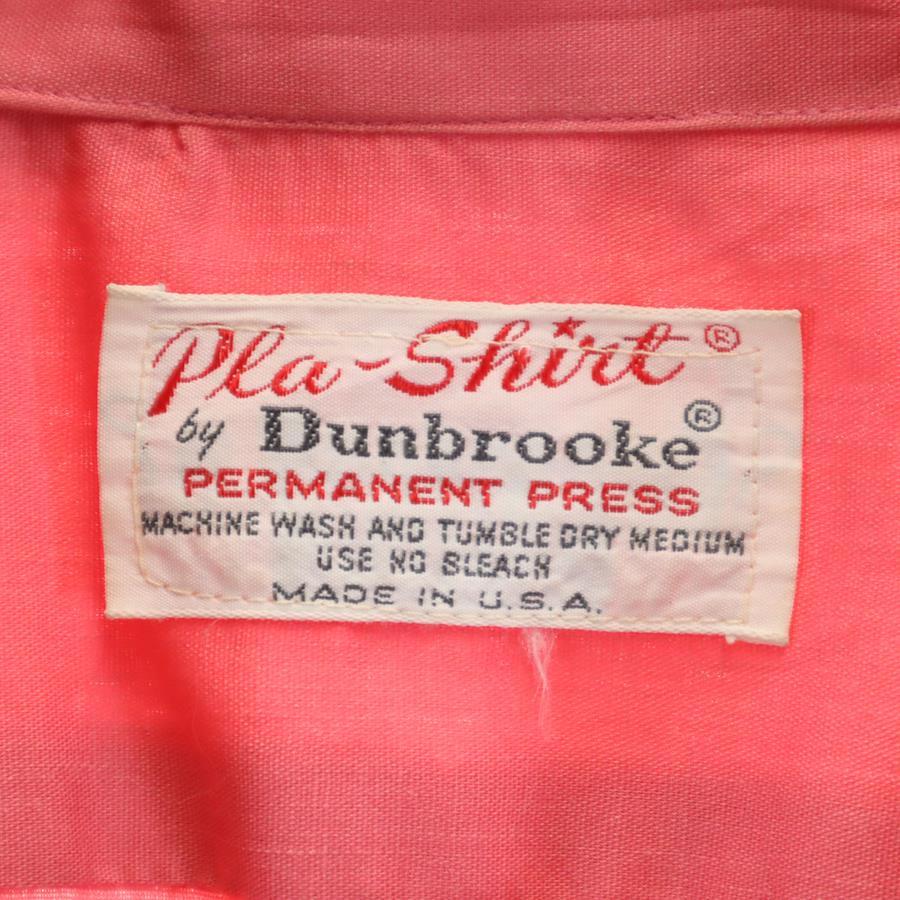 Pla-Shirt ®
by Dunbrooke ®
PERMANENT PRESS
MACHINE WASH AND TUMBLE DRY MEDIUM
USE NO BLEACH
MADE IN U.S.A.